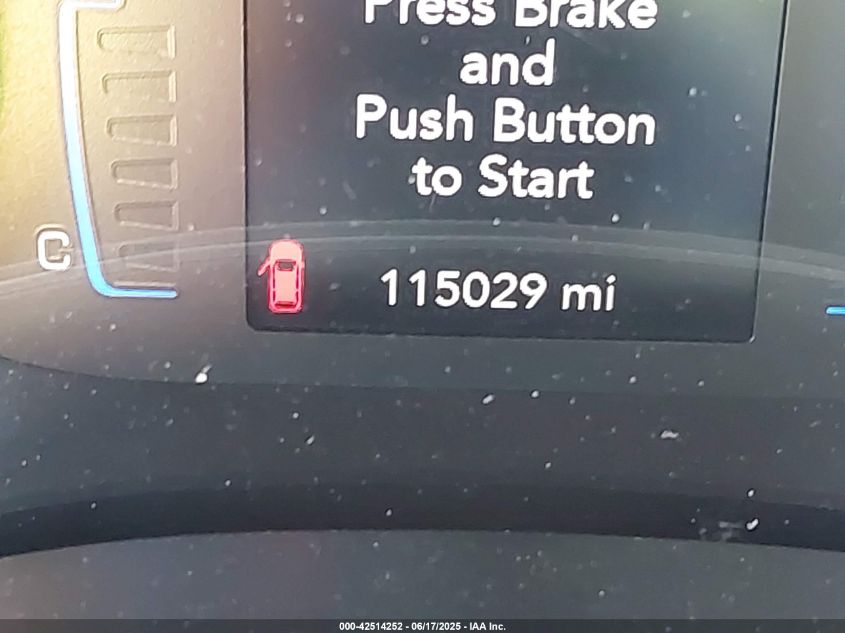 Press Brake
and
Push Button
to Start
C
115029 mi
000-42514252 - 06/17/2025 - IAA Inc.